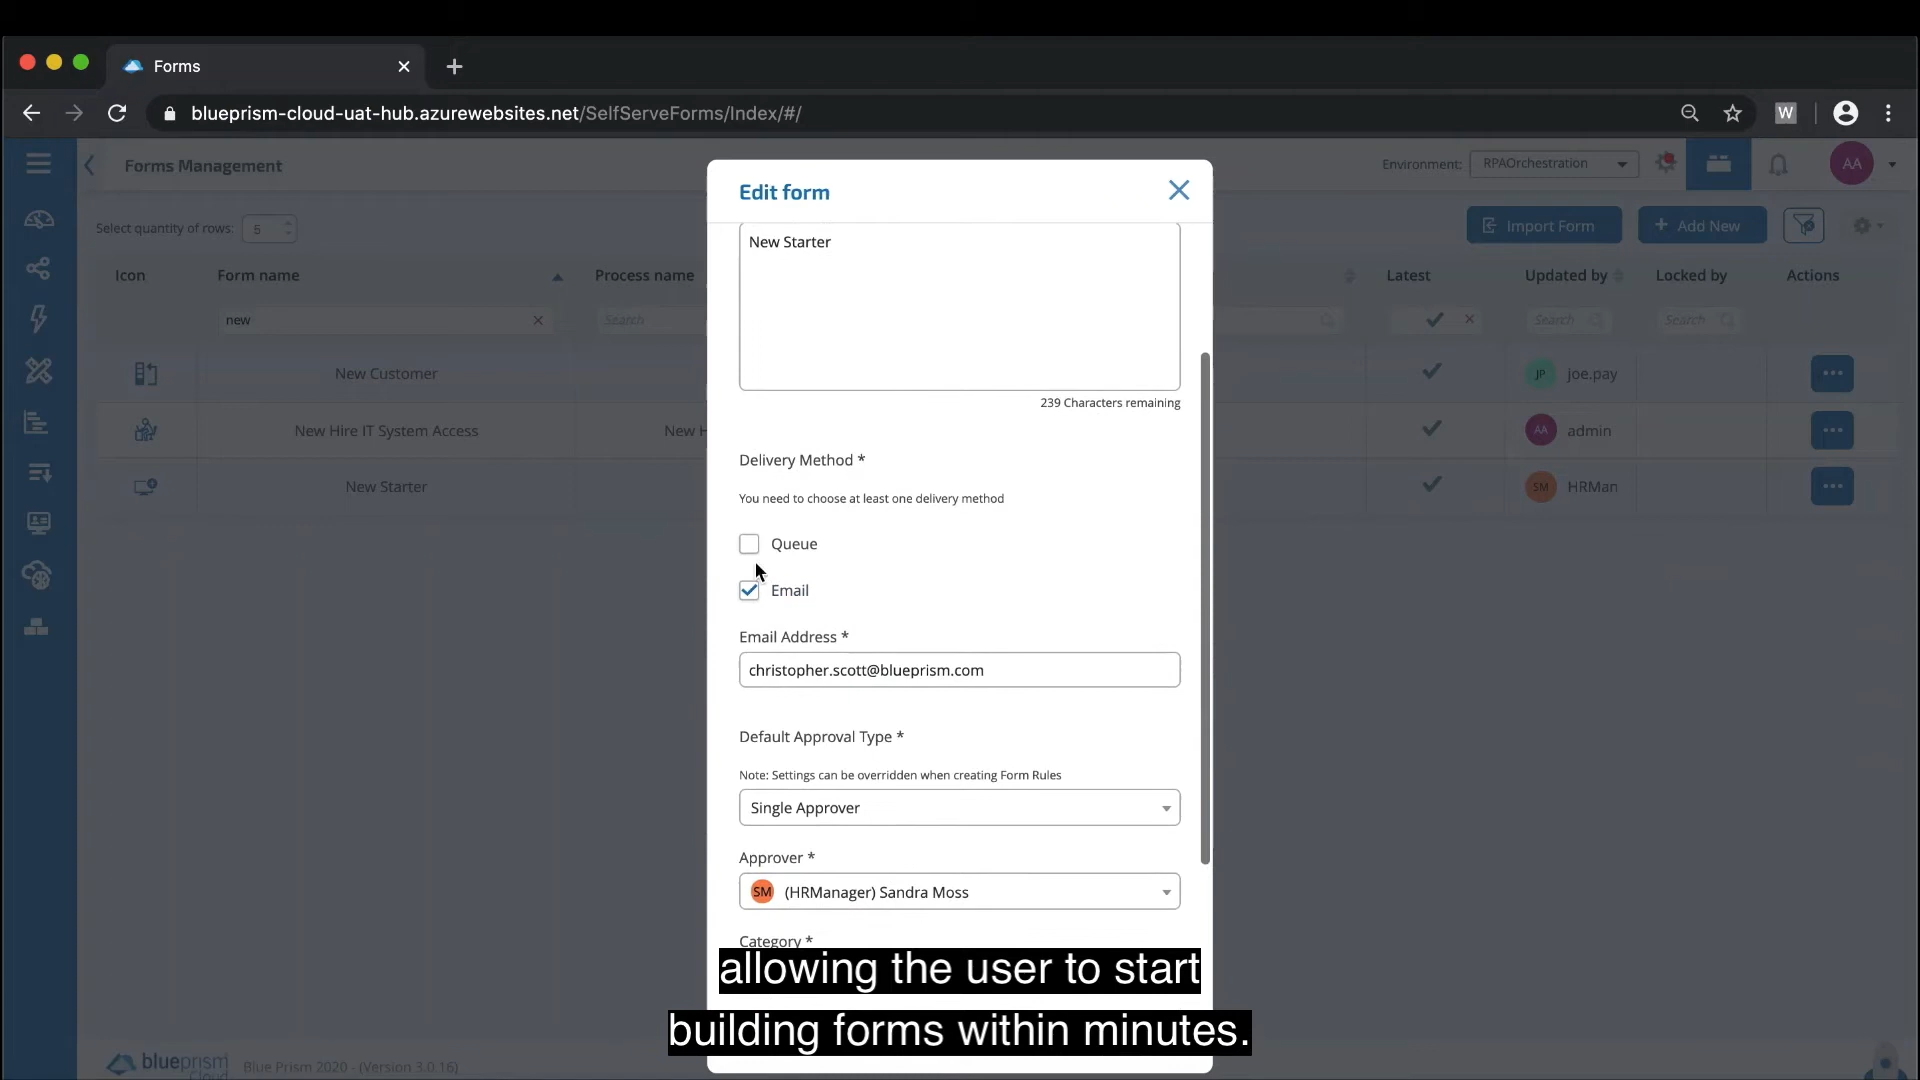 Forms
blueprism-cloud-uat-hub.azurewebsites.net/SelfServeForms/Index/#/
W
Forms Management
Environment: RPAOrchestration
AA
Edit form
Select quantity of rows: 5
Import Form
+ Add New
New Starter
Icon Form name Process name Latest Updated by Locked by Actions
new Search Search Search
New Customer JP joe.pay
239 Characters remaining
New Hire IT System Access New H AA admin
Delivery Method *
New Starter SM HRMan
You need to choose at least one delivery method
Queue
Email
Email Address *
christopher.scott@blueprism.com
Default Approval Type *
Note: Settings can be overridden when creating Form Rules
Single Approver
Approver *
SM (HRManager) Sandra Moss
Category *
allowing the user to start
building forms within minutes.
blueprism
Cloud
Blue Prism 2020 - (Version 3.0.16)